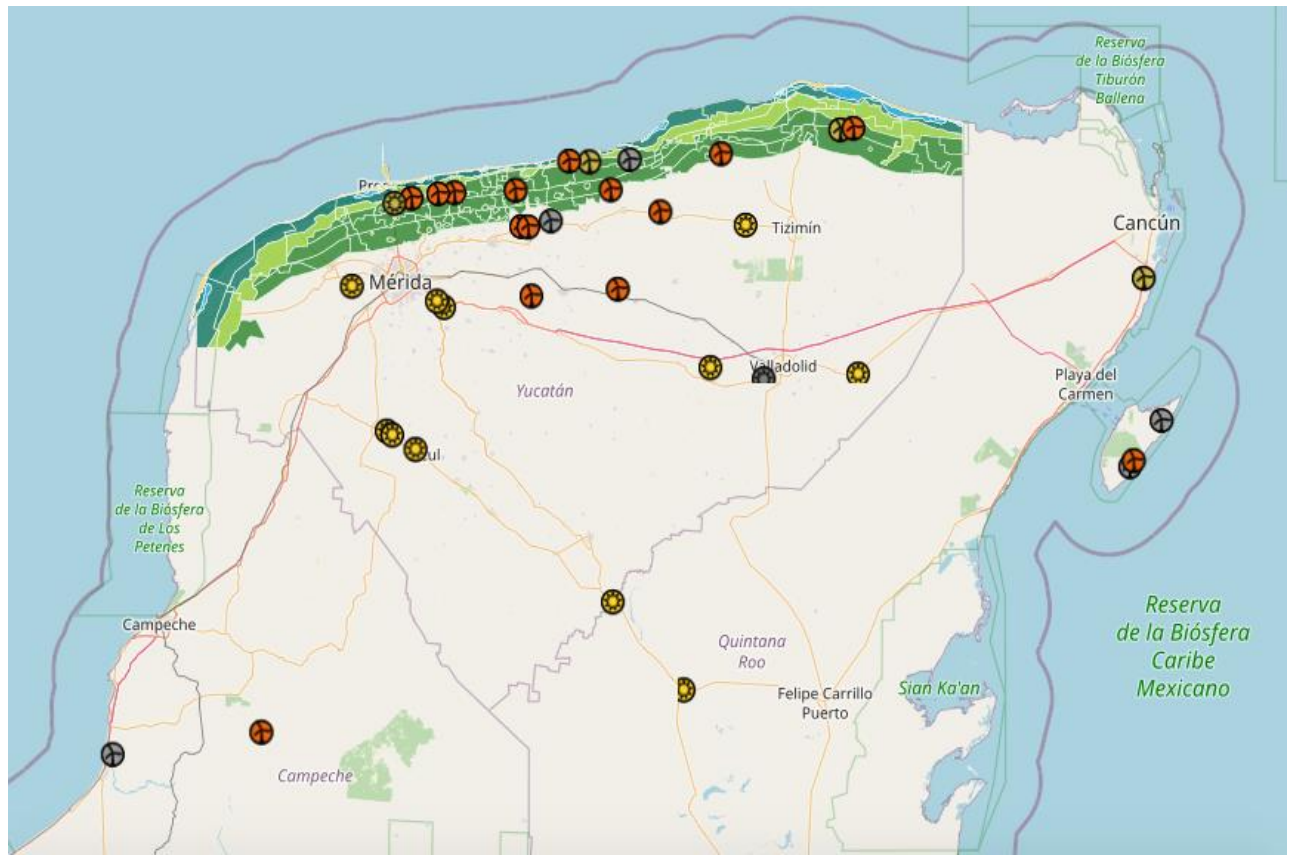 Reserva
de la Biósfera
Tiburón
Ballena
Cancún
Tizimín
Mérida
Valladolid
Playa del
Carmen
Yucatán
Reserva
de la Biósfera
de Los
Petenes
Campeche
Reserva
de la Biósfera
Caribe
Mexicano
Quintana
Roo
Sian Ka'an
Felipe Carrillo
Puerto
Campeche